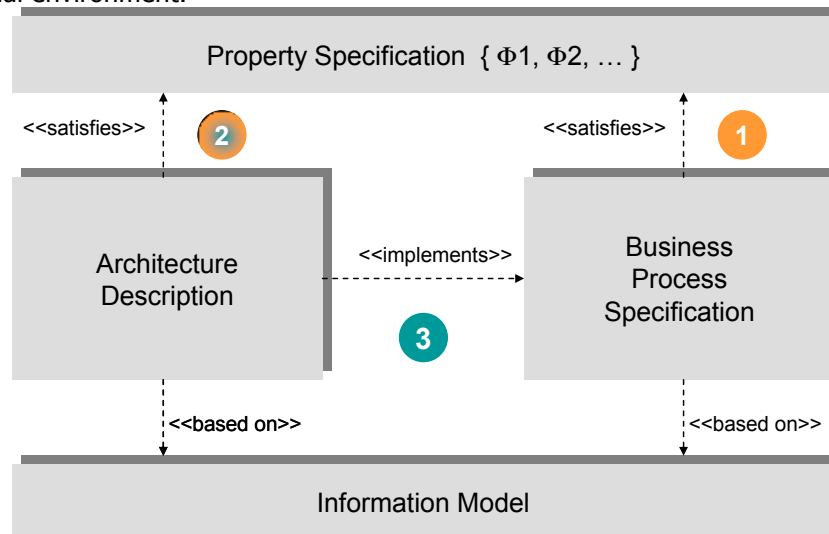 Property Specification { Φ1, Φ2, … }
<<satisfies>>
2
<<satisfies>>
1
Architecture
Description
<<implements>>
3
Business
Process
Specification
<<based on>>
<<based on>>
Information Model